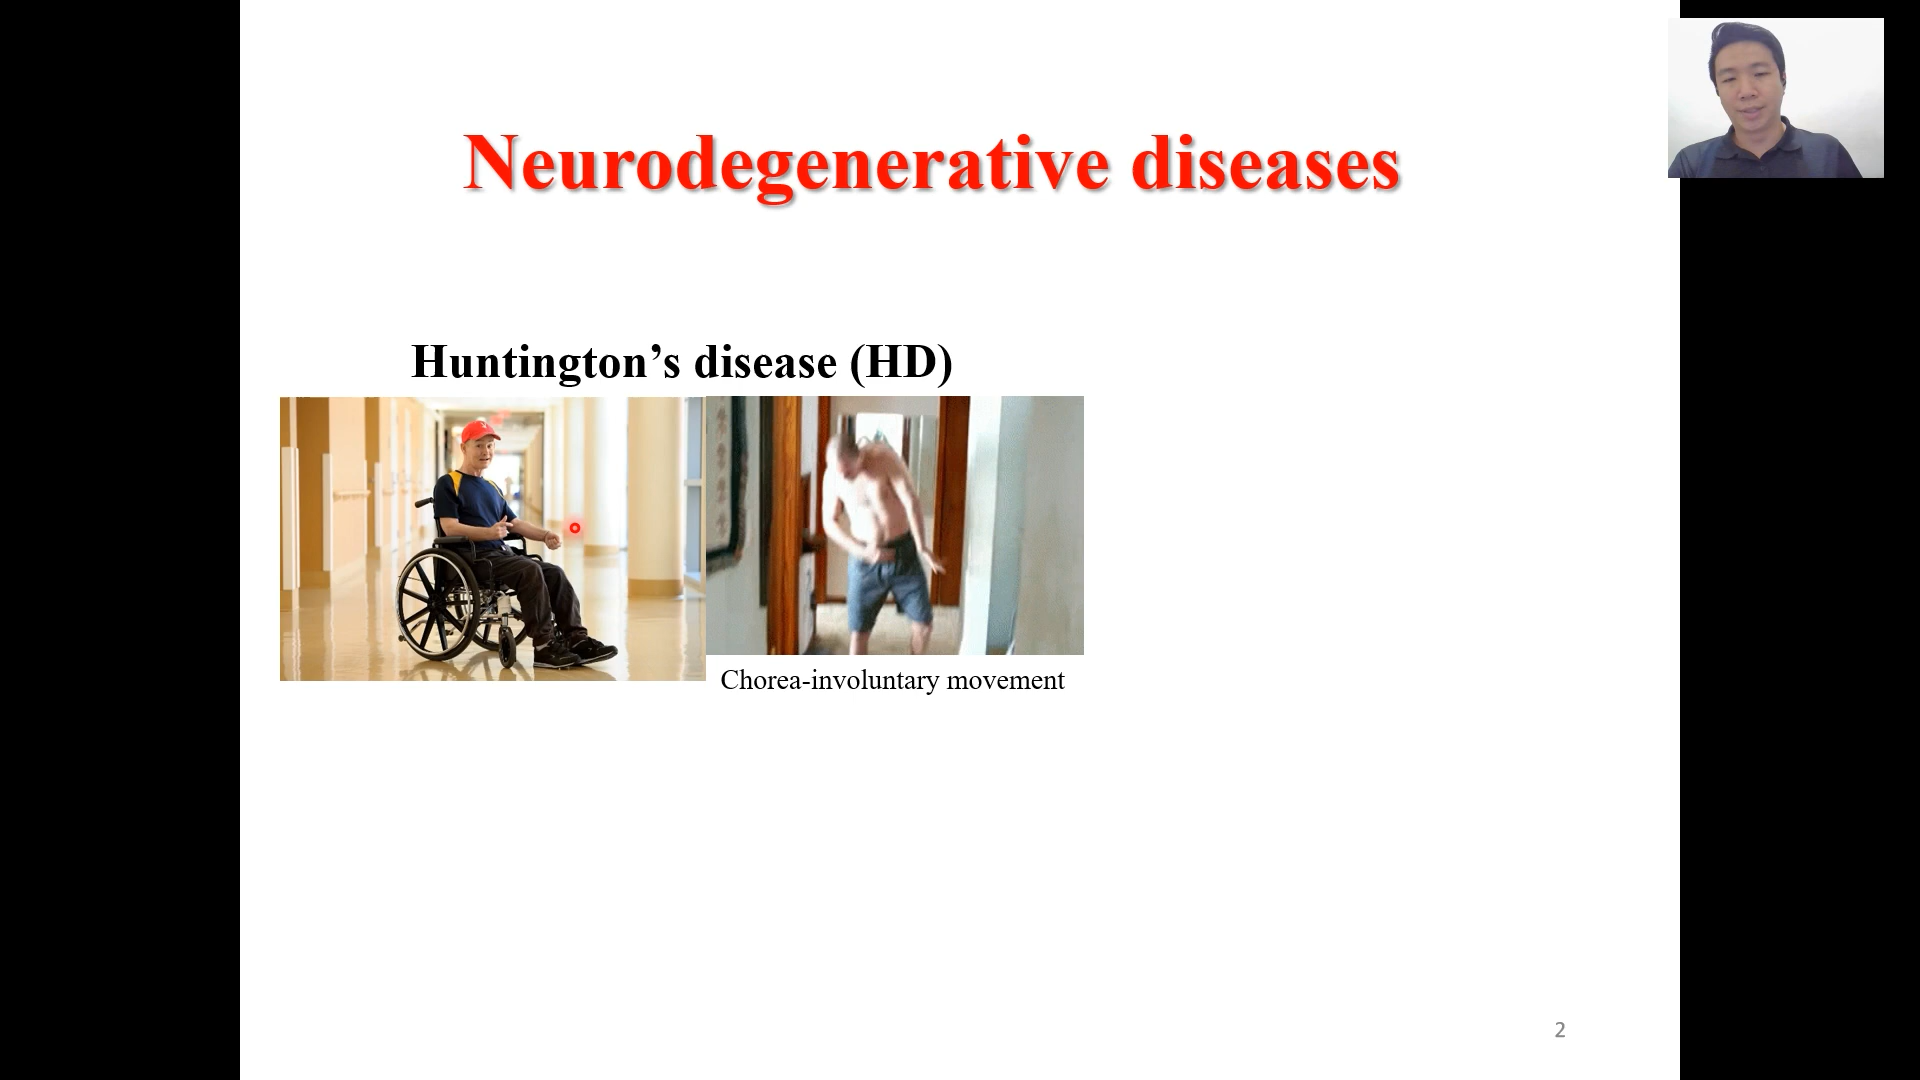 Neurodegenerative diseases
Huntington’s disease (HD)
Chorea-involuntary movement
2